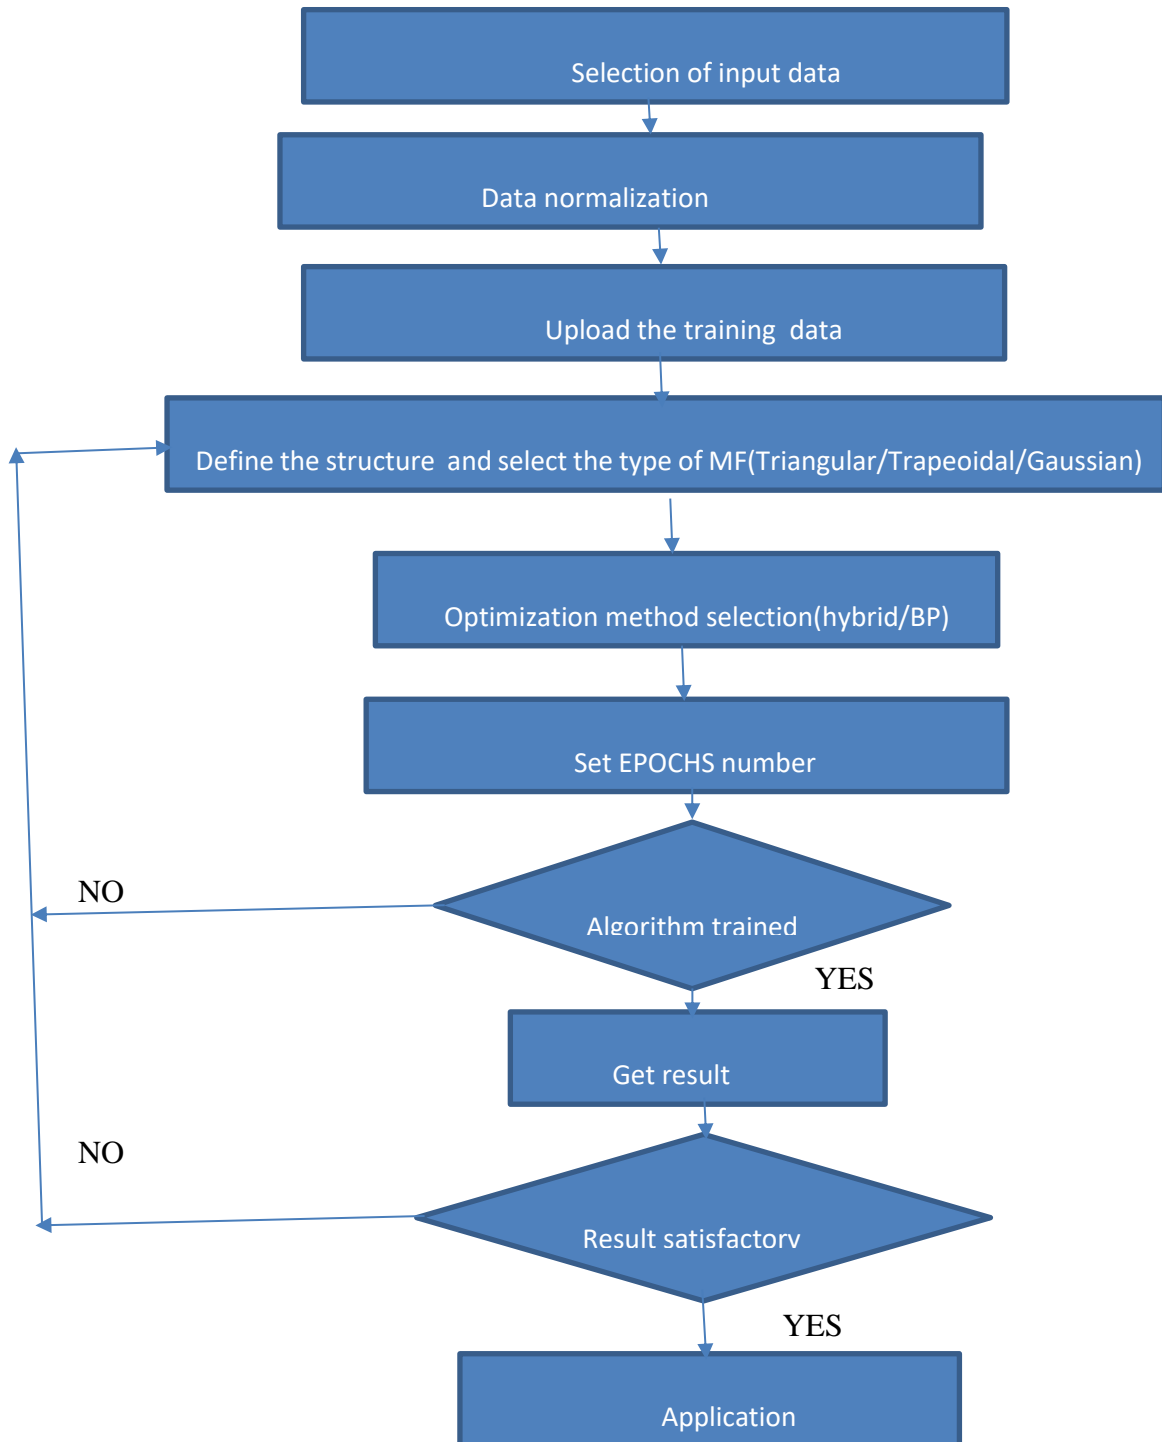 Selection of input data
Data normalization
Upload the training  data
Define the structure  and select the type of MF(Triangular/Trapeoidal/Gaussian)
Optimization method selection(hybrid/BP)
Set EPOCHS number
NO
Algorithm trained
YES
Get result
NO
Result satisfactory
YES
Application